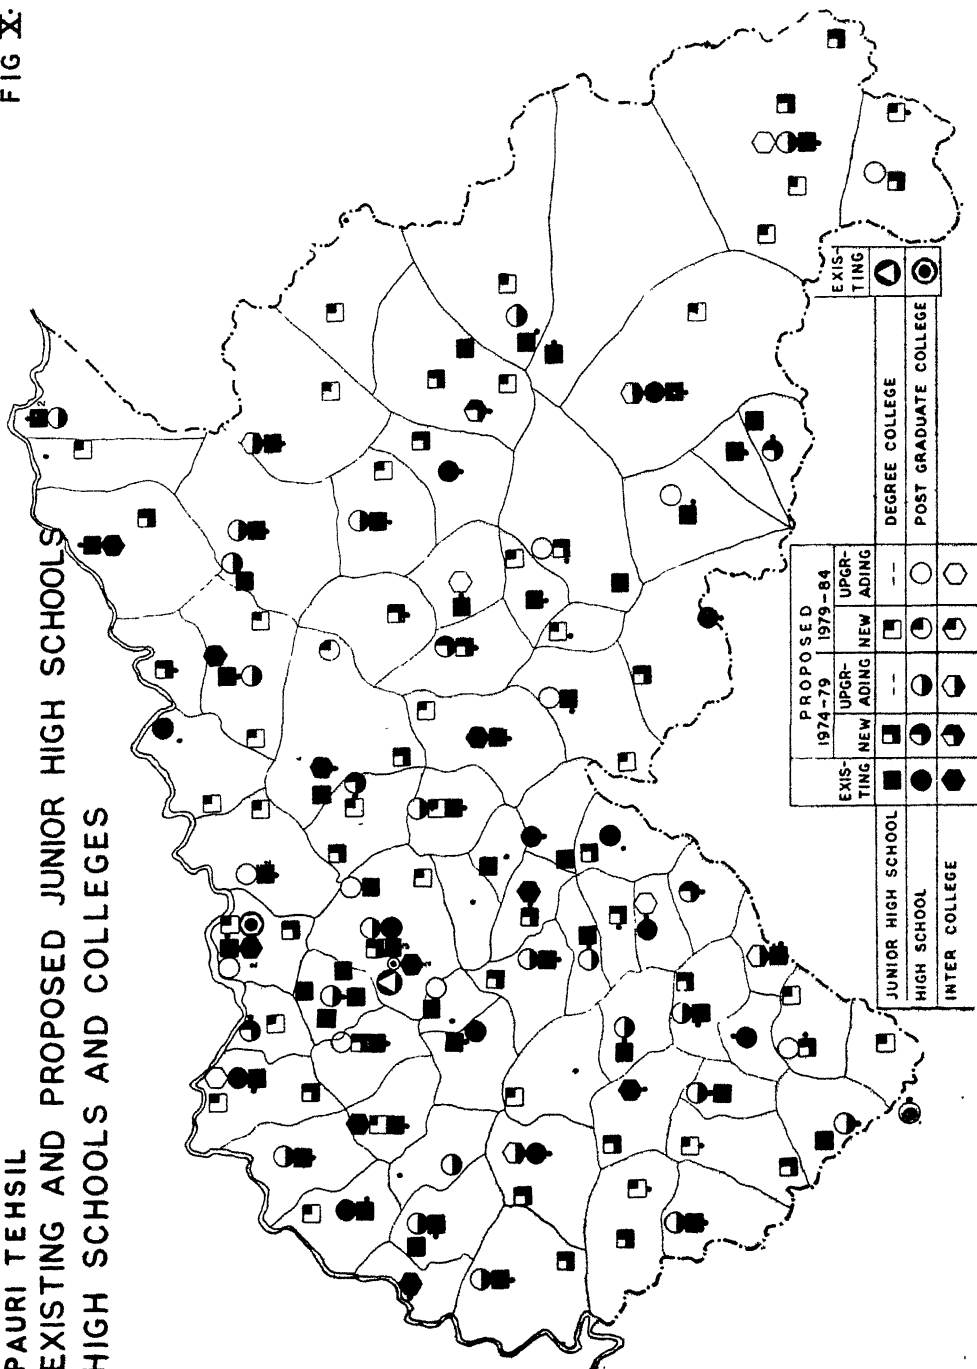 FIG X.
PAURI TEHSIL
EXISTING AND PROPOSED JUNIOR HIGH SCHOOLS
HIGH SCHOOLS AND COLLEGES
PROPOSED
1974-79 1979-84
EXIS-TING NEW UPGR-ADING NEW UPGR-ADING
EXIS-TING
JUNIOR HIGH SCHOOL -- -- DEGREE COLLEGE
HIGH SCHOOL POST GRADUATE COLLEGE
INTER COLLEGE